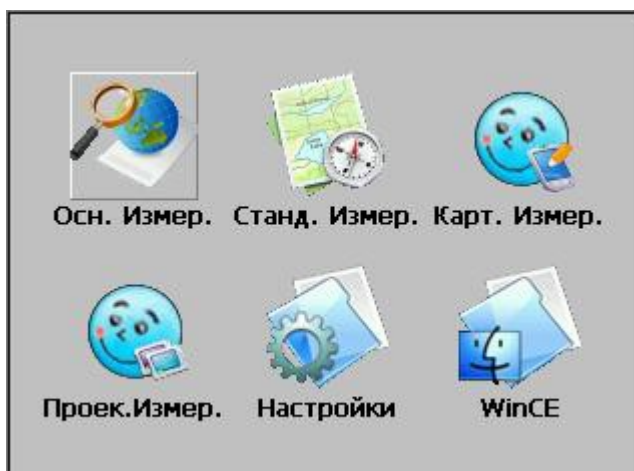 Осн. Измер. Станд. Измер. Карт. Измер.
Проек.Измер. Настройки WinCE